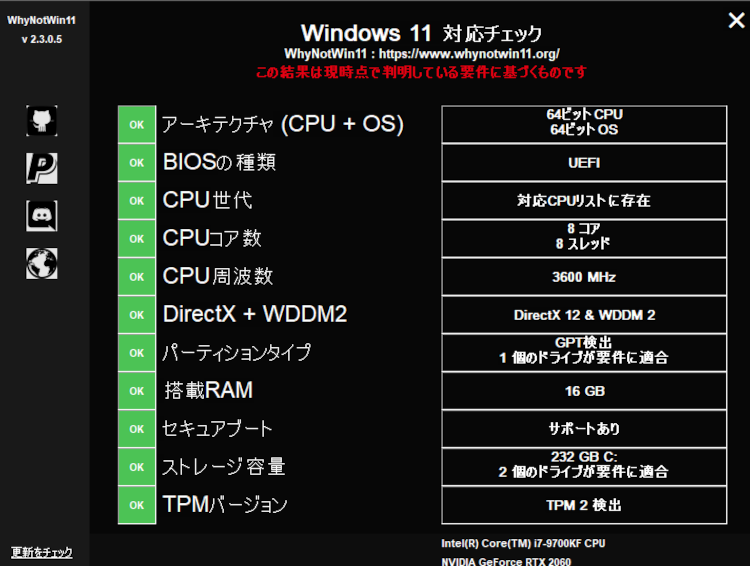 WhyNotWin11
v 2.3.0.5
Windows 11 対応チェック
WhyNotWin11 : https://www.whynotwin11.org/
この結果は現時点で判明している要件に基づくものです
OK アーキテクチャ (CPU + OS)
64ビット CPU
64ビット OS
OK BIOSの種類
UEFI
OK CPU世代
対応CPUリストに存在
OK CPUコア数
8 コア
8 スレッド
OK CPU周波数
3600 MHz
OK DirectX + WDDM2
DirectX 12 & WDDM 2
OK パーティションタイプ
GPT検出
1 個のドライブが要件に適合
OK 搭載RAM
16 GB
OK セキュアブート
サポートあり
OK ストレージ容量
232 GB C:
2 個のドライブが要件に適合
OK TPMバージョン
TPM 2 検出
更新をチェック
Intel(R) Core(TM) i7-9700KF CPU
NVIDIA GeForce RTX 2060